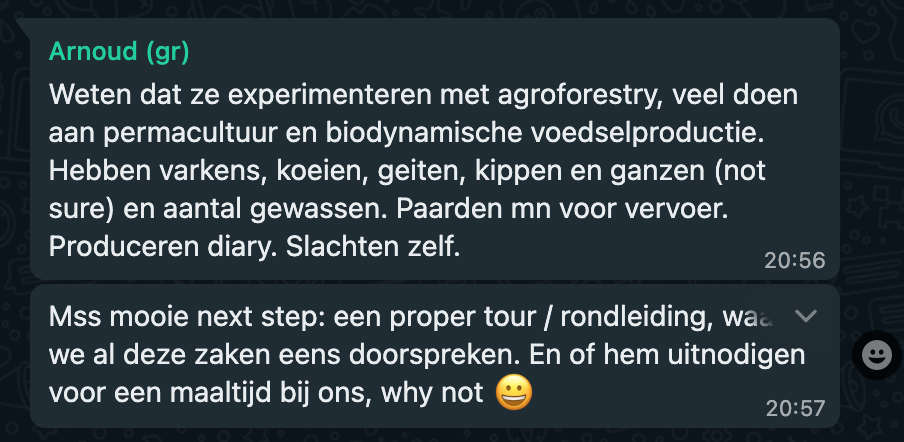 Arnoud (gr)
Weten dat ze experimenteren met agroforestry, veel doen
aan permacultuur en biodynamische voedselproductie.
Hebben varkens, koeien, geiten, kippen en ganzen (not
sure) en aantal gewassen. Paarden mn voor vervoer.
Produceren diary. Slachten zelf.
20:56
Mss mooie next step: een proper tour / rondleiding,
we al deze zaken eens doorspreken. En of hem uitnodigen
voor een maaltijd bij ons, why not 😀
20:57